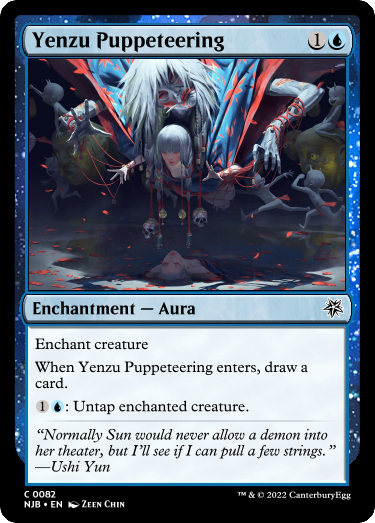 Yenzu Puppeteering 1
Enchantment — Aura
Enchant creature
When Yenzu Puppeteering enters, draw a
card.
1 : Untap enchanted creature.
“Normally Sun would never allow a demon into
her theater, but I’ll see if I can pull a few strings.”
—Ushi Yun
C 0082
NJB • EN Zeen Chin
™ & © 2022 CanterburyEgg